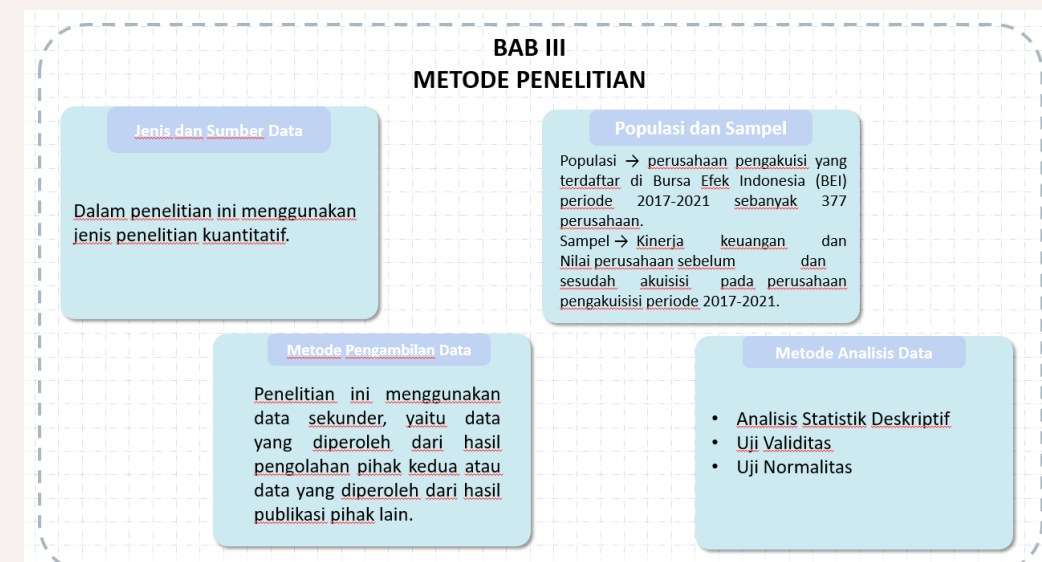 BAB III
METODE PENELITIAN
Jenis dan Sumber Data
Dalam penelitian ini menggunakan
jenis penelitian kuantitatif.
Populasi dan Sampel
Populasi → perusahaan pengakuisi yang
terdaftar di Bursa Efek Indonesia (BEI)
periode 2017-2021 sebanyak 377
perusahaan.
Sampel → Kinerja keuangan dan
Nilai perusahaan sebelum dan
sesudah akuisisi pada perusahaan
pengakuisisi periode 2017-2021.
Metode Pengambilan Data
Penelitian ini menggunakan
data sekunder, yaitu data
yang diperoleh dari hasil
pengolahan pihak kedua atau
data yang diperoleh dari hasil
publikasi pihak lain.
Metode Analisis Data
• Analisis Statistik Deskriptif
• Uji Validitas
• Uji Normalitas